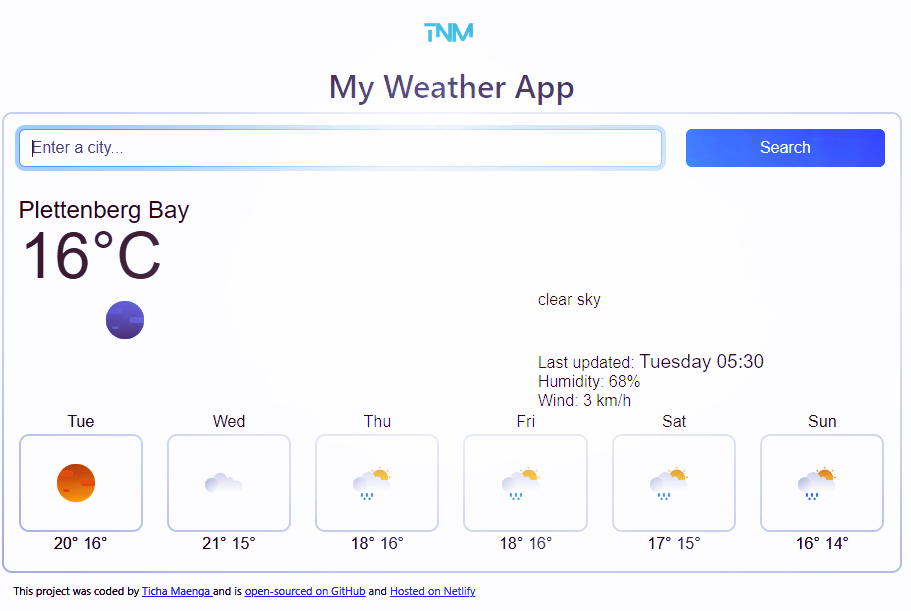 TNM
My Weather App
Enter a city...
Search
Plettenberg Bay
16°C
clear sky
Last updated: Tuesday 05:30
Humidity: 68%
Wind: 3 km/h
Tue Wed Thu Fri Sat Sun
20° 16° 21° 15° 18° 16° 18° 16° 17° 15° 16° 14°
This project was coded by Ticha Maenga and is open-sourced on GitHub and Hosted on Netlify